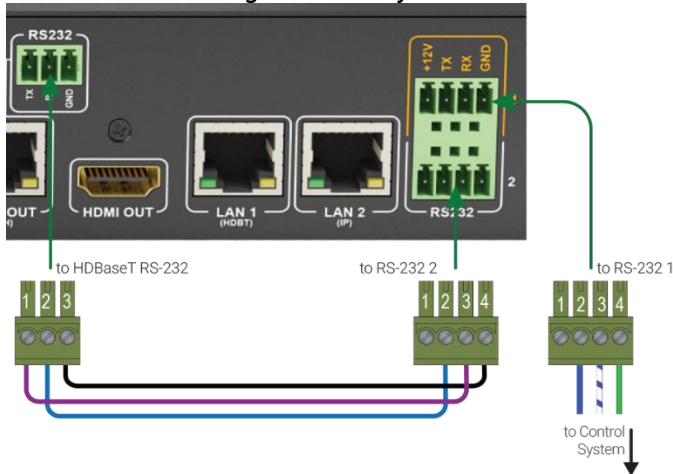 RS232
TX
GND
+12V
TX
RX
GND
OUT
HDMI OUT
LAN 1
(HDBT)
LAN 2
(IP)
RS232
2
to HDBaseT RS-232
to RS-232 2
to RS-232 1
1 2 3
1 2 3 4
1 2 3 4
to Control
System